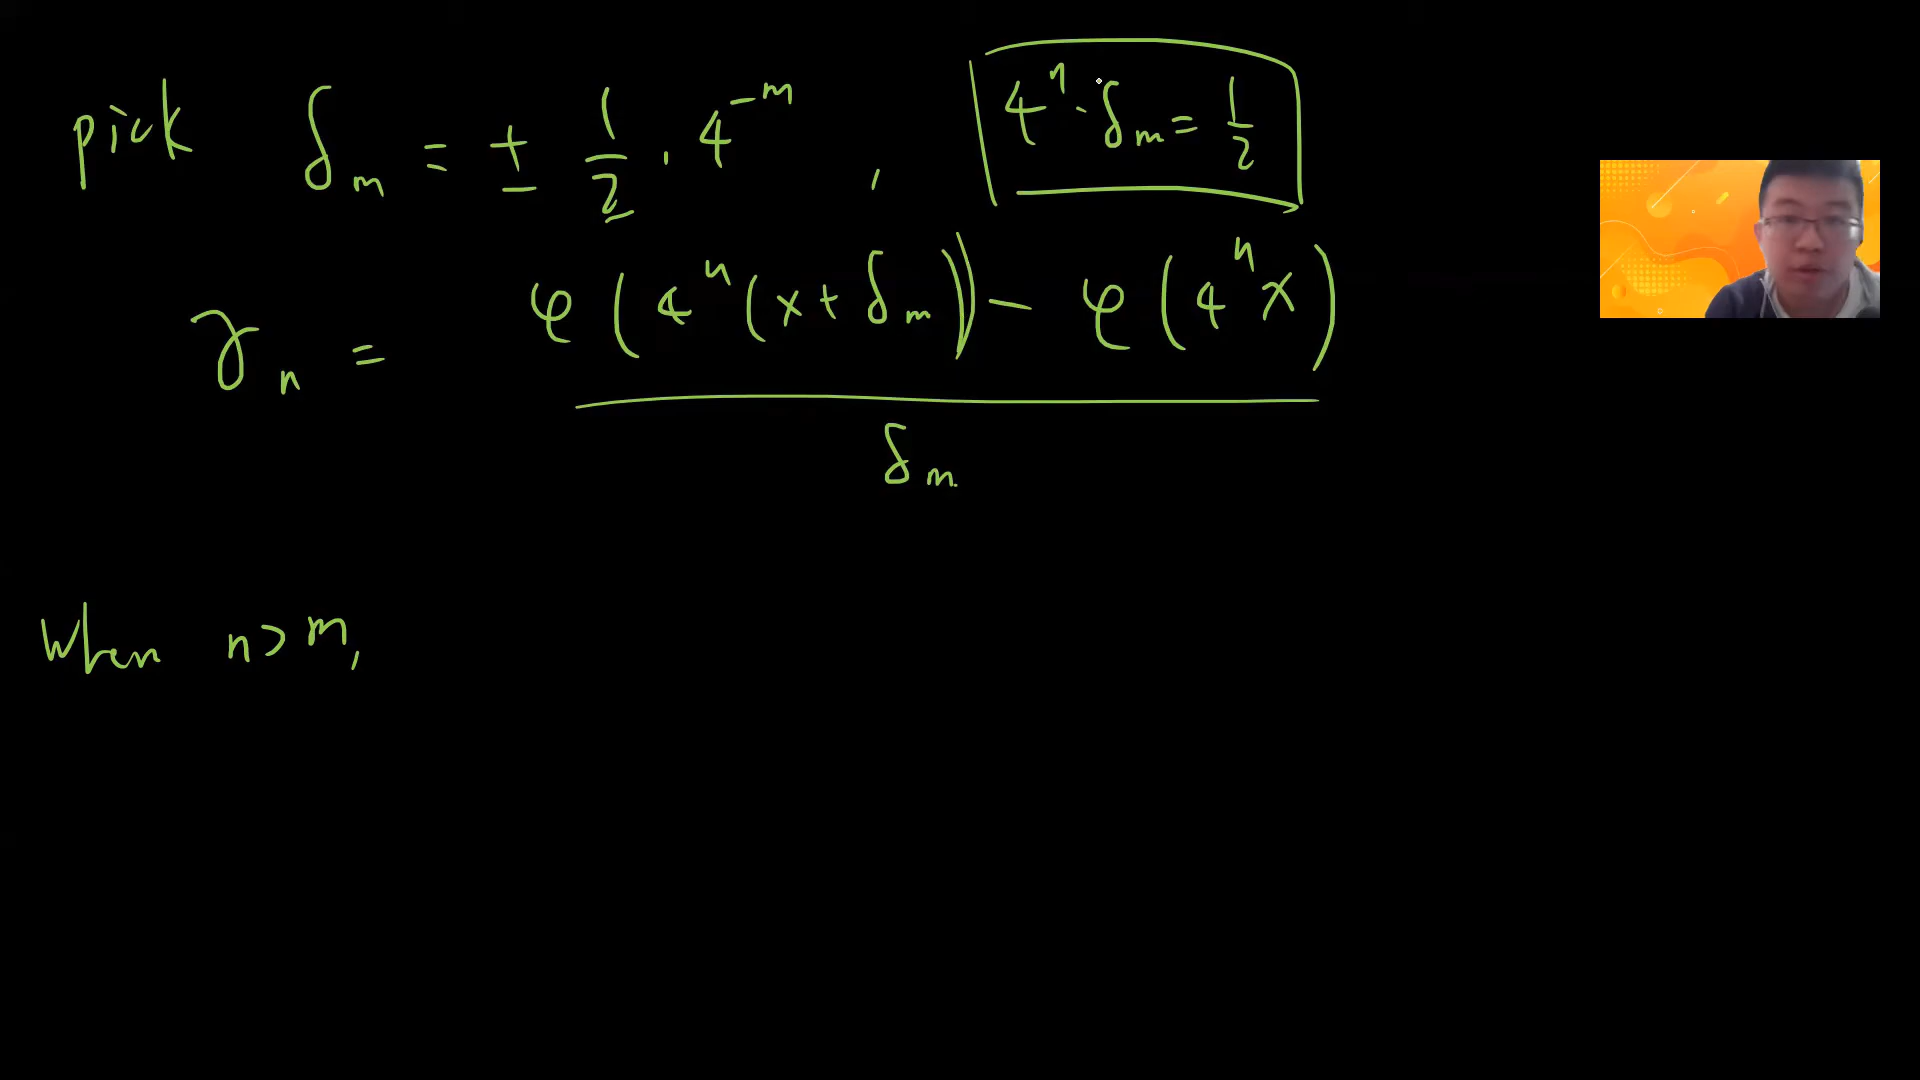 pick δ_m = ± 1/2 · 4^{-m} , 4^n · δ_m = 1/2
γ_n = (φ(4^n(x+δ_m)) − φ(4^n x)) / δ_m
When n>m,